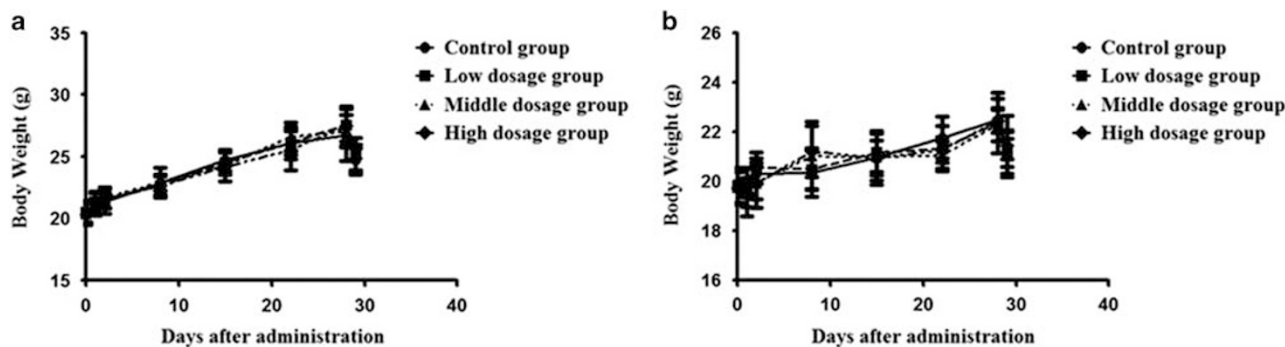 a
35
30
25
20
15
Body Weight (g)
0 10 20 30 40
Days after administration
Control group
Low dosage group
Middle dosage group
High dosage group
b
26
24
22
20
18
16
Body Weight (g)
0 10 20 30 40
Days after administration
Control group
Low dosage group
Middle dosage group
High dosage group